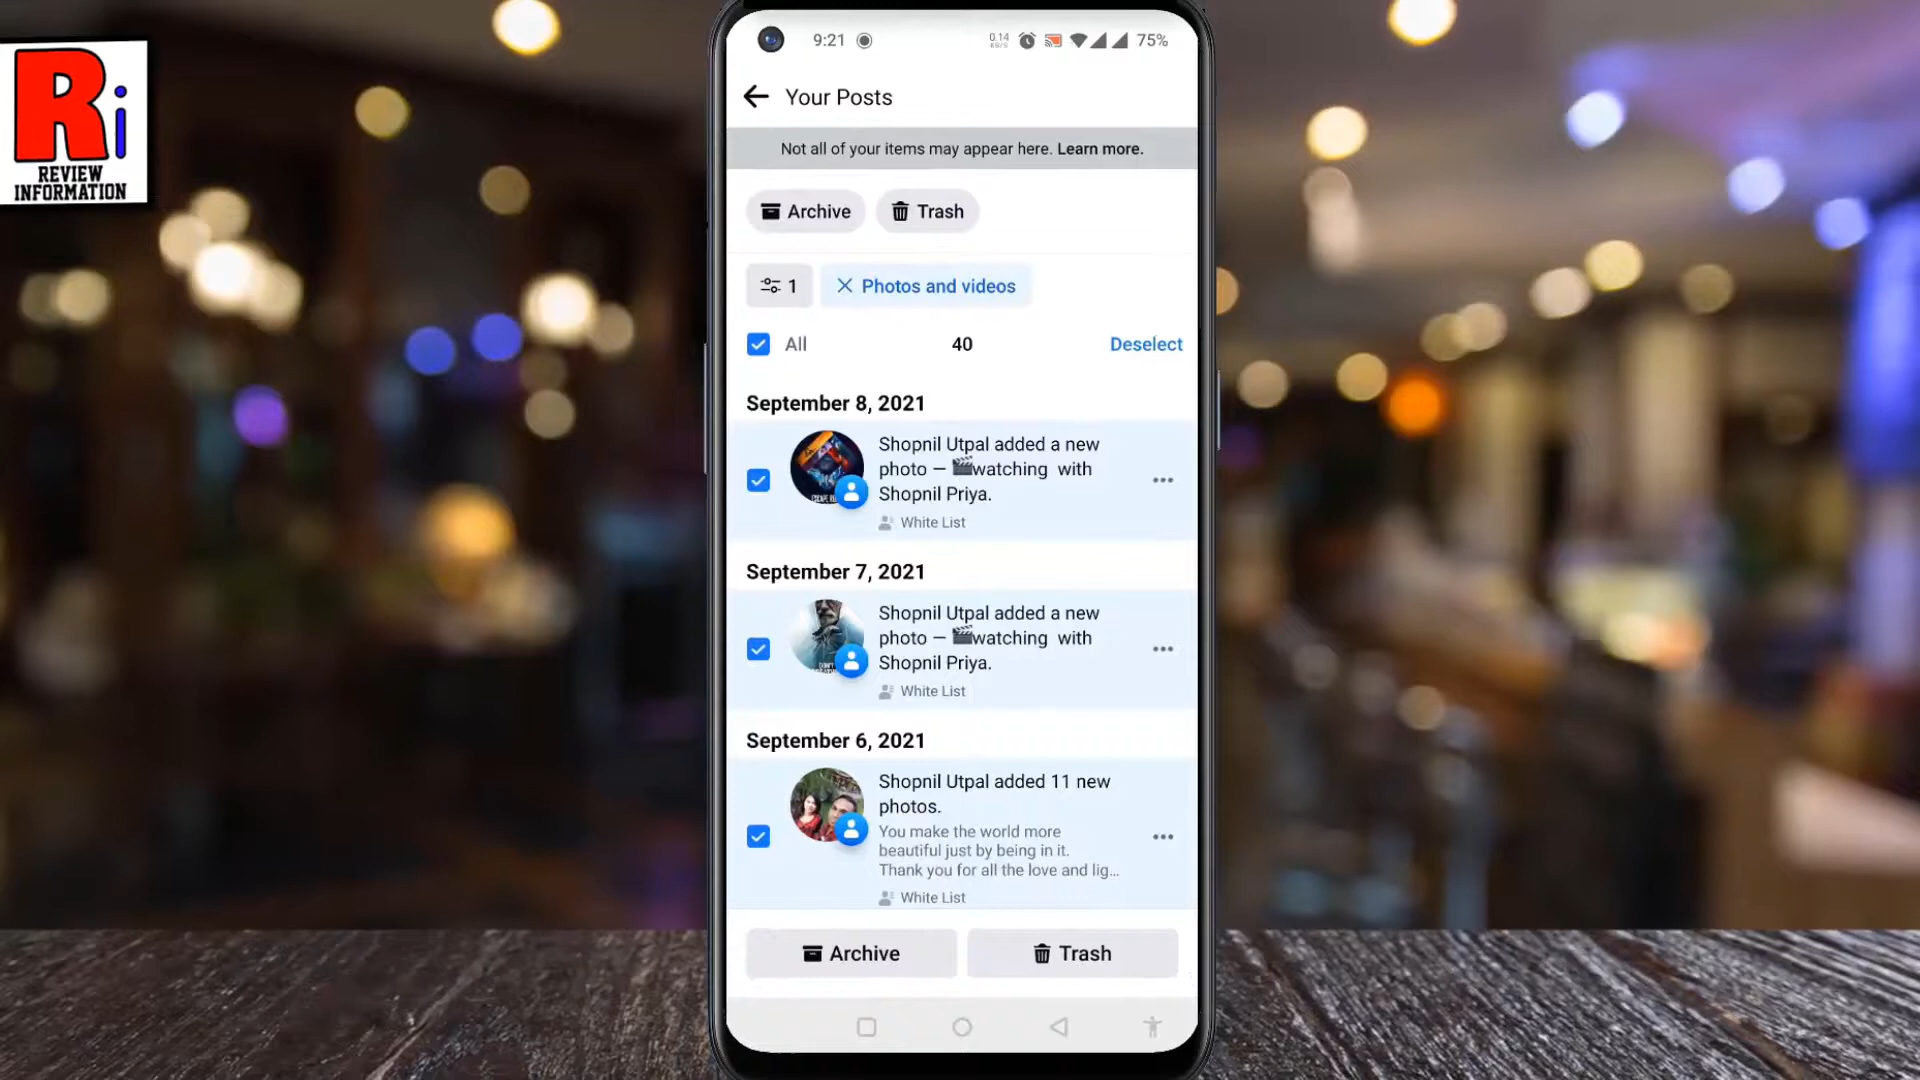 Ri
REVIEW
INFORMATION
9:21
0.14
KB/S
75%
Your Posts
Not all of your items may appear here. Learn more.
Archive
Trash
1
Photos and videos
All
40
Deselect
September 8, 2021
Shopnil Utpal added a new
photo — watching with
Shopnil Priya.
White List
September 7, 2021
Shopnil Utpal added a new
photo — watching with
Shopnil Priya.
White List
September 6, 2021
Shopnil Utpal added 11 new
photos.
You make the world more
beautiful just by being in it.
Thank you for all the love and lig...
White List
Archive
Trash